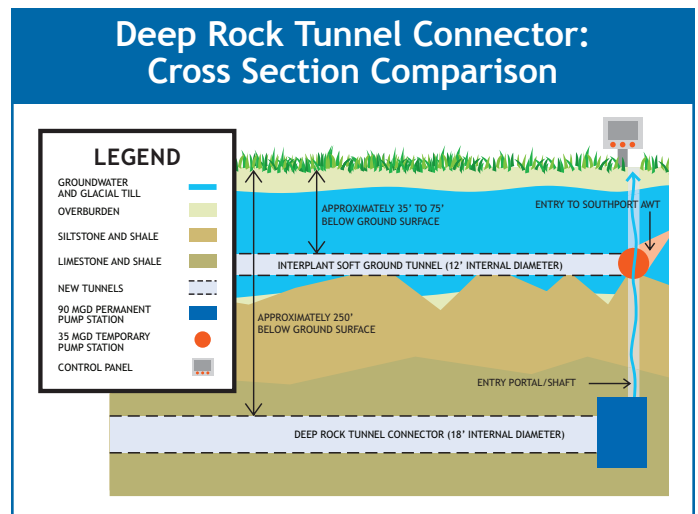 Deep Rock Tunnel Connector:
Cross Section Comparison
LEGEND
GROUNDWATER
AND GLACIAL TILL
OVERBURDEN
SILTSTONE AND SHALE
LIMESTONE AND SHALE
NEW TUNNELS
90 MGD PERMANENT
PUMP STATION
35 MGD TEMPORARY
PUMP STATION
CONTROL PANEL
APPROXIMATELY 35' TO 75'
BELOW GROUND SURFACE
ENTRY TO SOUTHPORT AWT
INTERPLANT SOFT GROUND TUNNEL (12' INTERNAL DIAMETER)
APPROXIMATELY 250'
BELOW GROUND SURFACE
ENTRY PORTAL/SHAFT
DEEP ROCK TUNNEL CONNECTOR (18' INTERNAL DIAMETER)